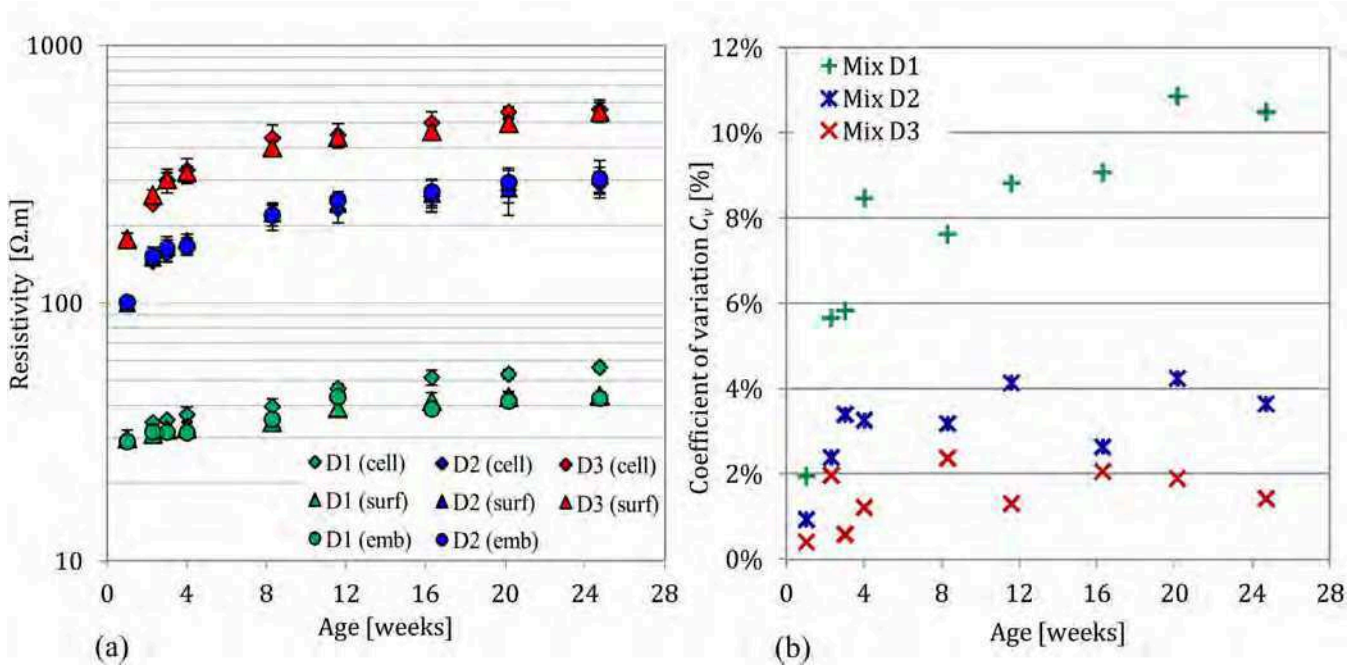 1000
100
10
Resistivity [Ω.m]
D1 (cell) D2 (cell) D3 (cell)
D1 (surf) D2 (surf) D3 (surf)
D1 (emb) D2 (emb)
0 4 8 12 16 20 24 28
Age [weeks]
(a)
12%
10%
8%
6%
4%
2%
0%
Coefficient of variation Cv [%]
Mix D1
Mix D2
Mix D3
0 4 8 12 16 20 24 28
Age [weeks]
(b)